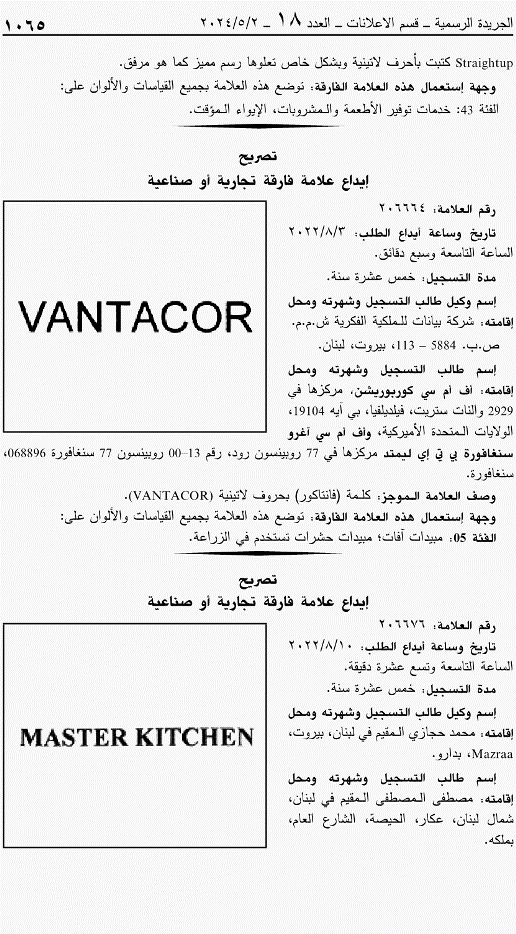 الجريدة الرسمية ـ قسم الاعلانات ـ العدد ١٨ ـ ٢٠٢٤/٥/٢
١٠٦٥
Straightup كتبت بأحرف لاتينية وبشكل خاص تعلوها رسم مميز كما هو مرفق.
وجهة إستعمال هذه العلامة الفارقة: توضع هذه العلامة بجميع القياسات والألوان على:
الفئة 43: خدمات توفير الأطعمة والمشروبات، الإيواء المؤقت.
تصريح
إيداع علامة فارقة تجارية أو صناعية
رقم العلامة: ٢٠٦٦٦٤
تاريخ وساعة أيداع الطلب: ٢٠٢٢/٨/٣
الساعة التاسعة وسبع دقائق.
مدة التسجيل: خمس عشرة سنة.
إسم وكيل طالب التسجيل وشهرته ومحل
إقامته: شركة بيانات للملكية الفكرية ش.م.م.
ص.ب. 5884 – 113، بيروت، لبنان.
إسم طالب التسجيل وشهرته ومحل
إقامته: أف أم سي كوربوريشن، مركزها في
2929 والنات ستريت، فيلديلفيا، بي آيه 19104،
الولايات المتحدة الأميركية، وأف أم سي آغرو
سنغافورة بي تي إي ليمتد مركزها في 77 روبينسون رود، رقم 13–00 روبينسون 77 سنغافورة 068896،
سنغافورة.
VANTACOR
وصف العلامة الموجز: كلمة (فانتاكور) بحروف لاتينية (VANTACOR).
وجهة إستعمال هذه العلامة الفارقة: توضع هذه العلامة بجميع القياسات والألوان على:
الفئة 05: مبيدات آفات؛ مبيدات حشرات تستخدم في الزراعة.
تصريح
إيداع علامة فارقة تجارية أو صناعية
رقم العلامة: ٢٠٦٦٧٦
تاريخ وساعة أيداع الطلب: ٢٠٢٢/٨/١٠
الساعة التاسعة وتسع عشرة دقيقة.
مدة التسجيل: خمس عشرة سنة.
إسم وكيل طالب التسجيل وشهرته ومحل
إقامته: محمد حجازي المقيم في لبنان، بيروت،
Mazraa، بدارو.
إسم طالب التسجيل وشهرته ومحل
إقامته: مصطفى المصطفى المقيم في لبنان،
شمال لبنان، عكار، الحيصة، الشارع العام،
بملكه.
MASTER KITCHEN